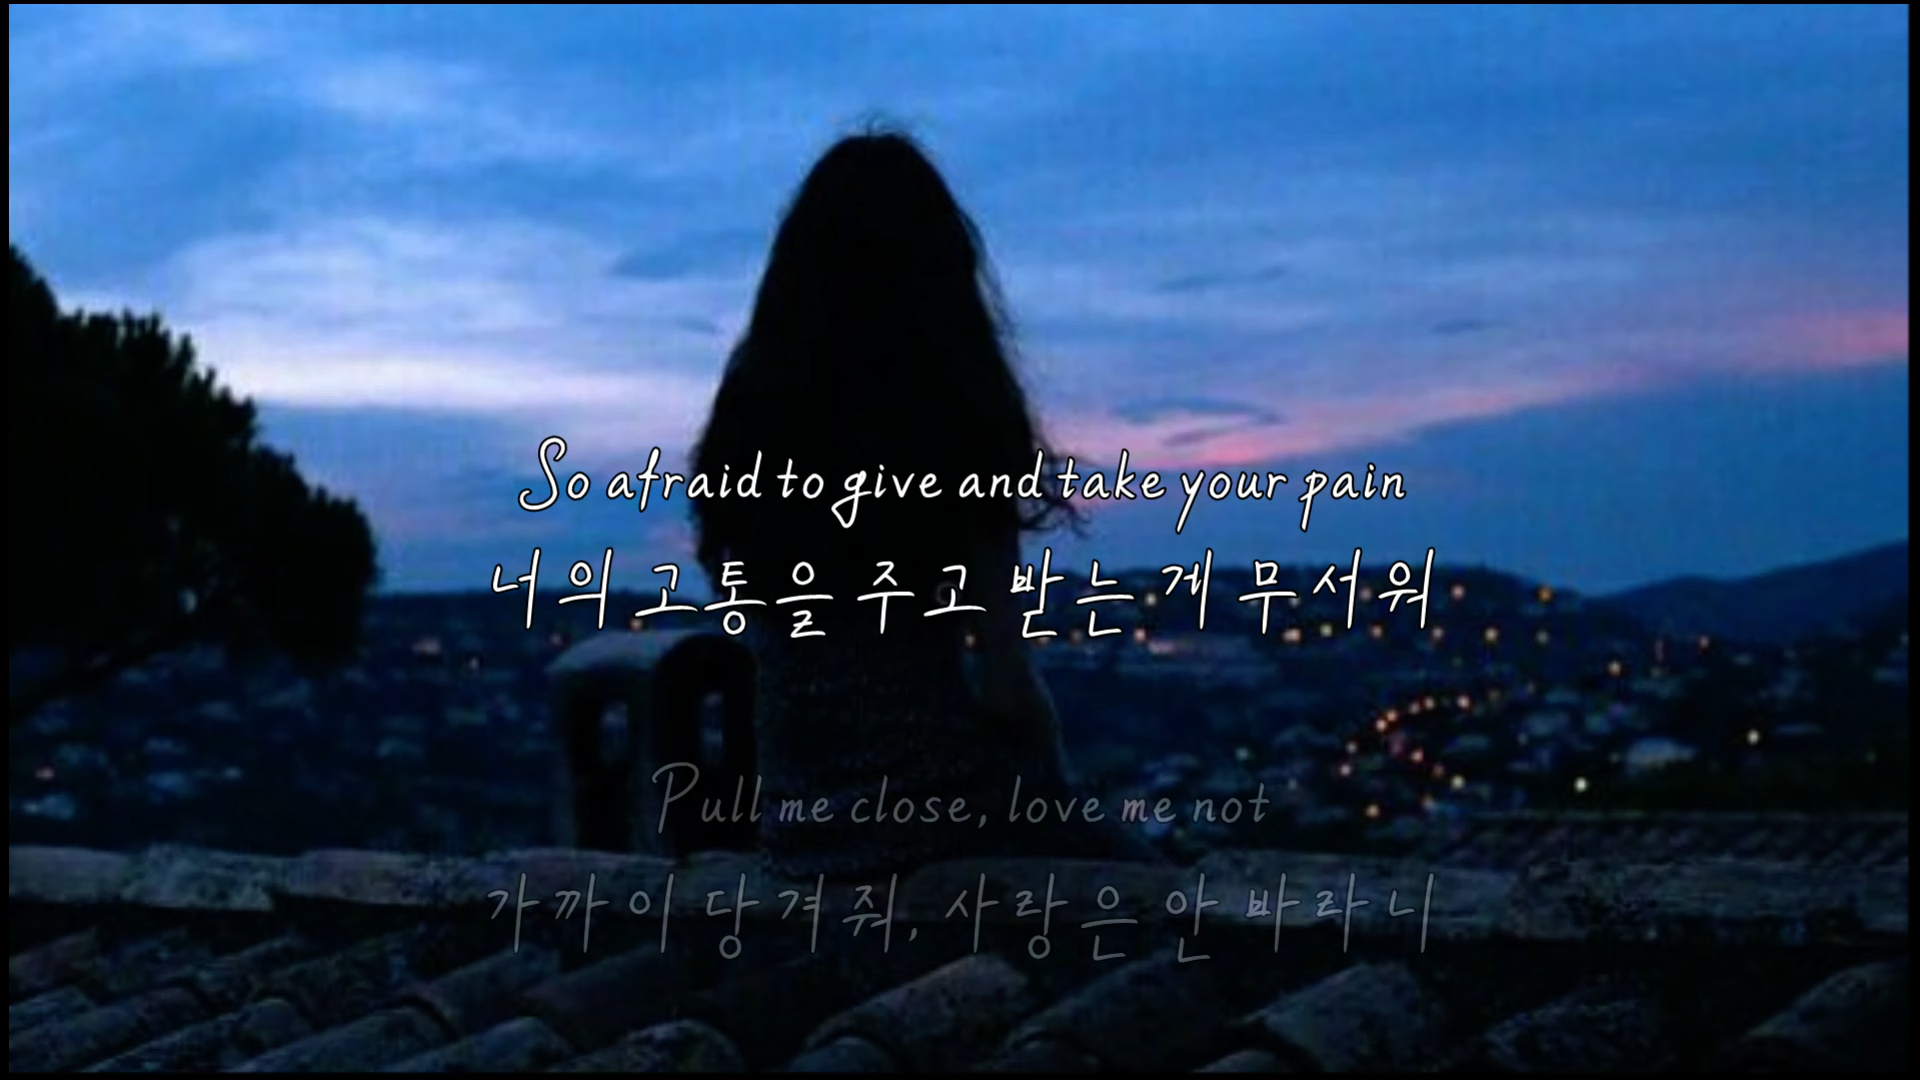 So afraid to give and take your pain
너의 고통을 주고 받는 게 무서워
Pull me close, love me not
가까이 당겨줘, 사랑은 안 바라니